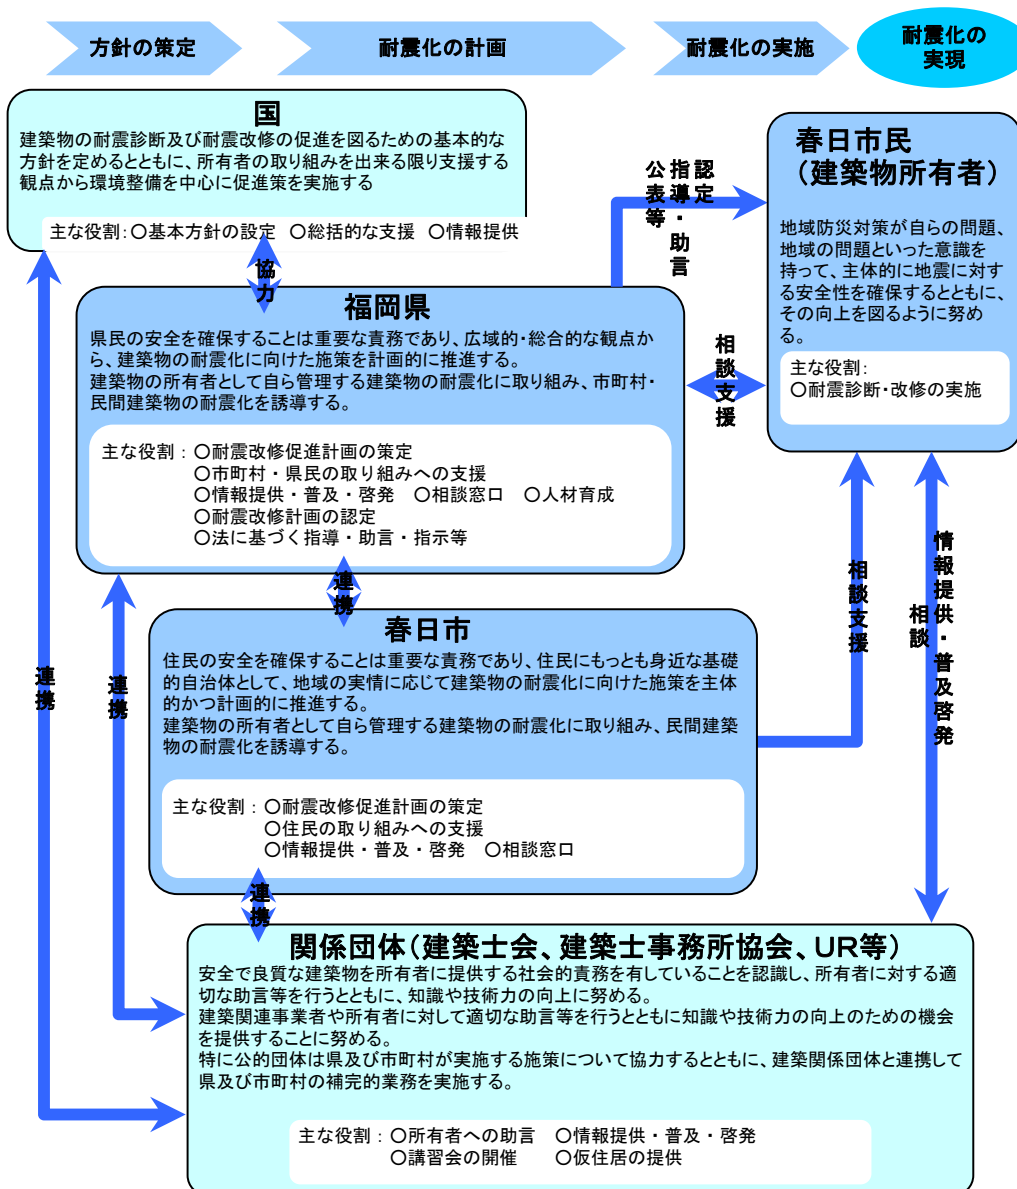 方針の策定
耐震化の計画
耐震化の実施
耐震化の
実現
国
建築物の耐震診断及び耐震改修の促進を図るための基本的な
方針を定めるとともに、所有者の取り組みを出来る限り支援する
観点から環境整備を中心に促進策を実施する
主な役割:○基本方針の設定 ○総括的な支援 ○情報提供
協力
認定
指導・助言
公表等
春日市民
(建築物所有者)
地域防災対策が自らの問題、
地域の問題といった意識を
持って、主体的に地震に対す
る安全性を確保するとともに、
その向上を図るように努め
る。
主な役割:
○耐震診断・改修の実施
福岡県
県民の安全を確保することは重要な責務であり、広域的・総合的な観点か
ら、建築物の耐震化に向けた施策を計画的に推進する。
建築物の所有者として自ら管理する建築物の耐震化に取り組み、市町村・
民間建築物の耐震化を誘導する。
主な役割：○耐震改修促進計画の策定
○市町村・県民の取り組みへの支援
○情報提供・普及・啓発 ○相談窓口 ○人材育成
○耐震改修計画の認定
○法に基づく指導・助言・指示等
相談支援
連携
春日市
住民の安全を確保することは重要な責務であり、住民にもっとも身近な基礎
的自治体として、地域の実情に応じて建築物の耐震化に向けた施策を主体
的かつ計画的に推進する。
建築物の所有者として自ら管理する建築物の耐震化に取り組み、民間建築
物の耐震化を誘導する。
主な役割：○耐震改修促進計画の策定
○住民の取り組みへの支援
○情報提供・普及・啓発 ○相談窓口
相談支援
情報提供・普及啓発
相談
連携
連携
連携
関係団体(建築士会、建築士事務所協会、UR等)
安全で良質な建築物を所有者に提供する社会的責務を有していることを認識し、所有者に対する適
切な助言等を行うとともに、知識や技術力の向上に努める。
建築関連事業者や所有者に対して適切な助言等を行うとともに知識や技術力の向上のための機会
を提供することに努める。
特に公的団体は県及び市町村が実施する施策について協力するとともに、建築関係団体と連携して
県及び市町村の補完的業務を実施する。
主な役割：○所有者への助言 ○情報提供・普及・啓発
○講習会の開催 ○仮住居の提供